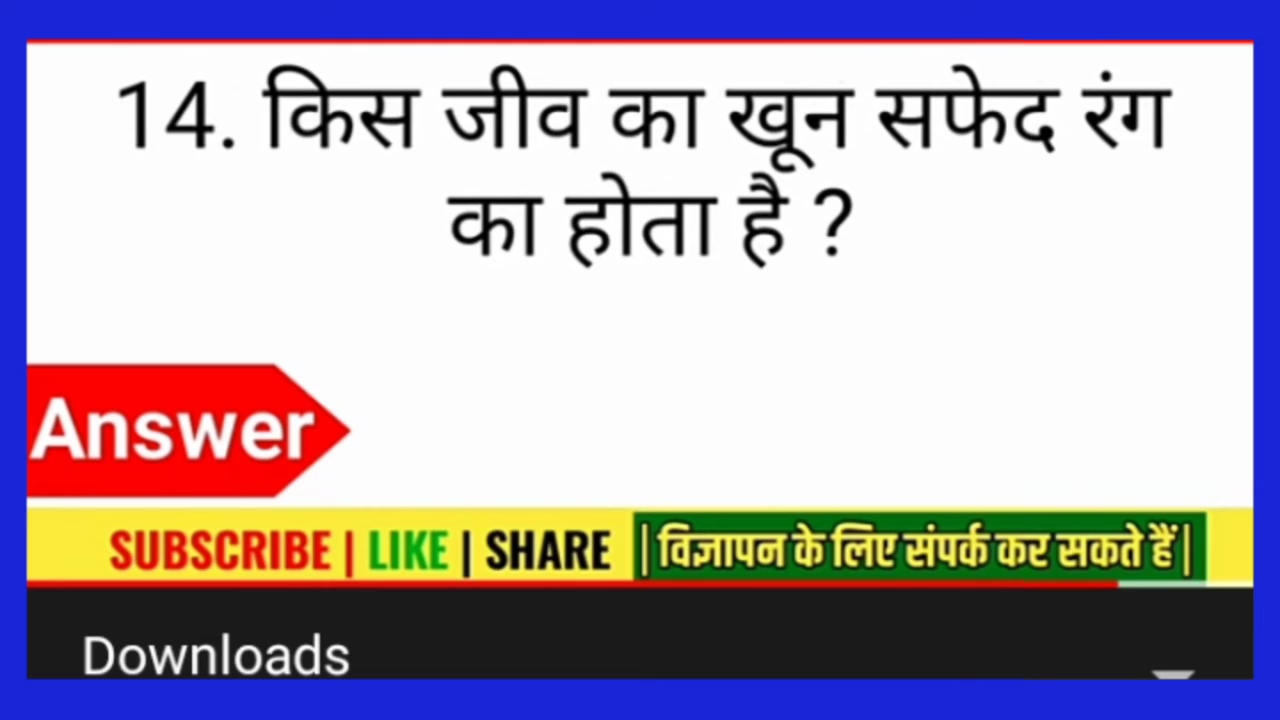 14. किस जीव का खून सफेद रंग
का होता है ?
Answer
SUBSCRIBE | LIKE | SHARE | विज्ञापन के लिए संपर्क कर सकते हैं |
Downloads